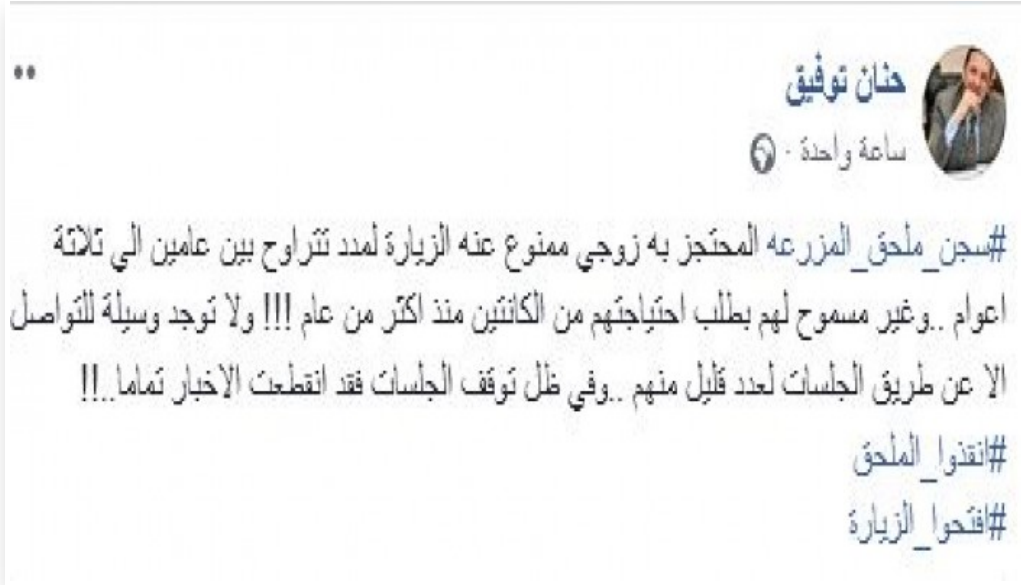 حنان توفيق
ساعة واحدة ·
#سجن_ملحق_المزرعه المحتجز به زوجي ممنوع عنه الزيارة لمدد تتراوح بين عامين الي ثلاثة
اعوام ..وغير مسموح لهم بطلب احتياجتهم من الكانتين منذ اكثر من عام !!! ولا توجد وسيلة للتواصل
الا عن طريق الجلسات لعدد قليل منهم ..وفي ظل توقف الجلسات فقد انقطعت الاخبار تماما..!!
#انقذوا_الملحق
#افتحوا_الزيارة